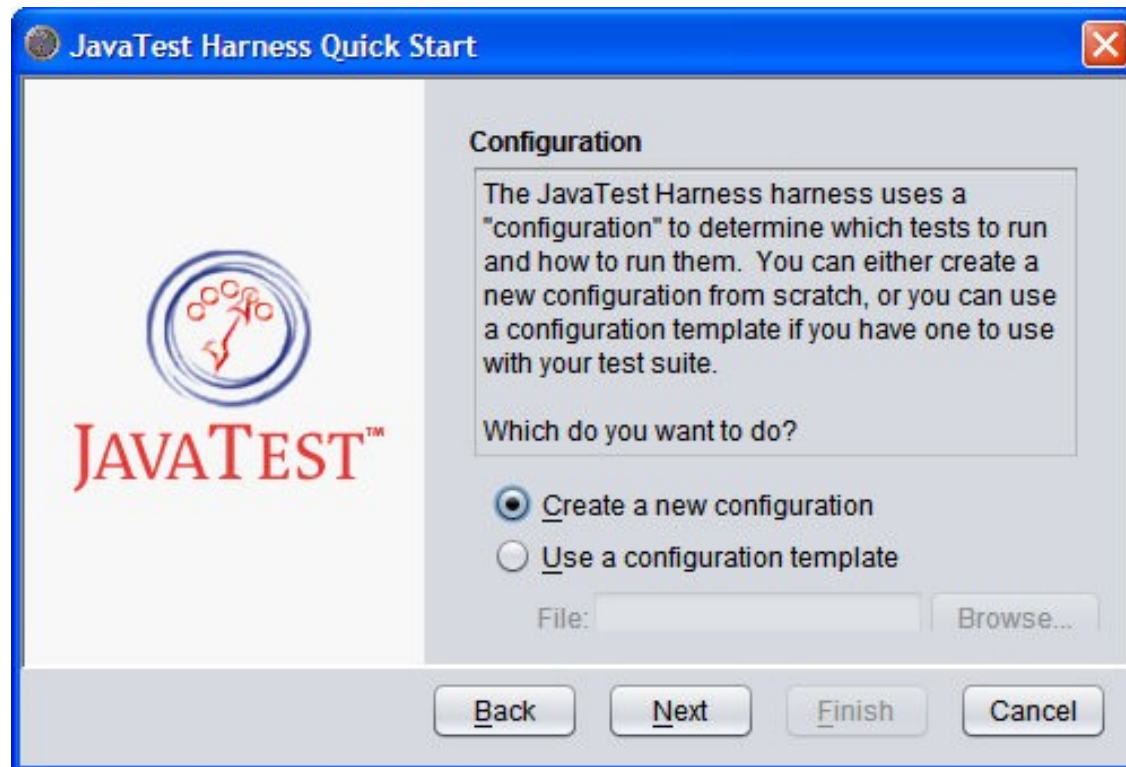 JavaTest Harness Quick Start
Configuration
The JavaTest Harness harness uses a
"configuration" to determine which tests to run
and how to run them.  You can either create a
new configuration from scratch, or you can use
a configuration template if you have one to use
with your test suite.
Which do you want to do?
JAVATEST™
Create a new configuration
Use a configuration template
File:
Browse...
Back
Next
Finish
Cancel